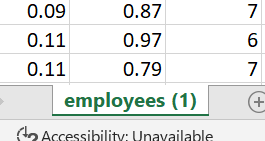 0.09 0.87 7
0.11 0.97 6
0.11 0.79 7
employees (1)
Accessibility: Unavailable